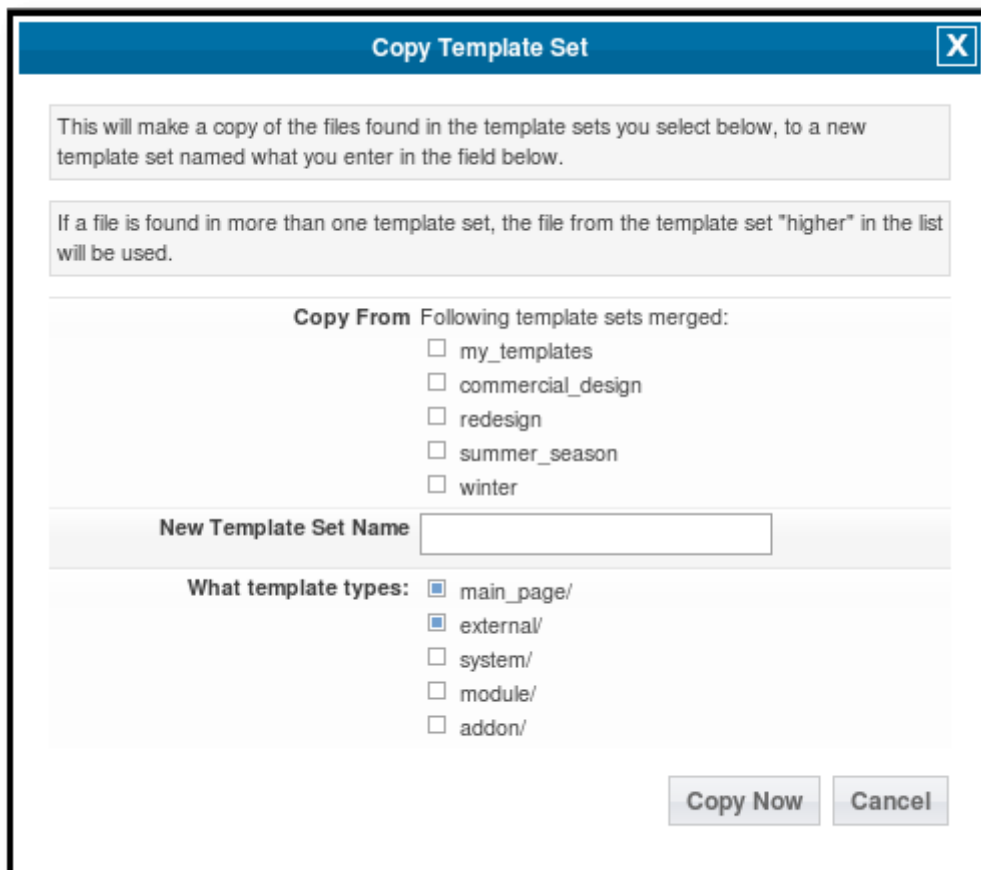 Copy Template Set
X
This will make a copy of the files found in the template sets you select below, to a new
template set named what you enter in the field below.
If a file is found in more than one template set, the file from the template set "higher" in the list
will be used.
Copy From Following template sets merged:
my_templates
commercial_design
redesign
summer_season
winter
New Template Set Name
What template types: main_page/
external/
system/
module/
addon/
Copy Now Cancel